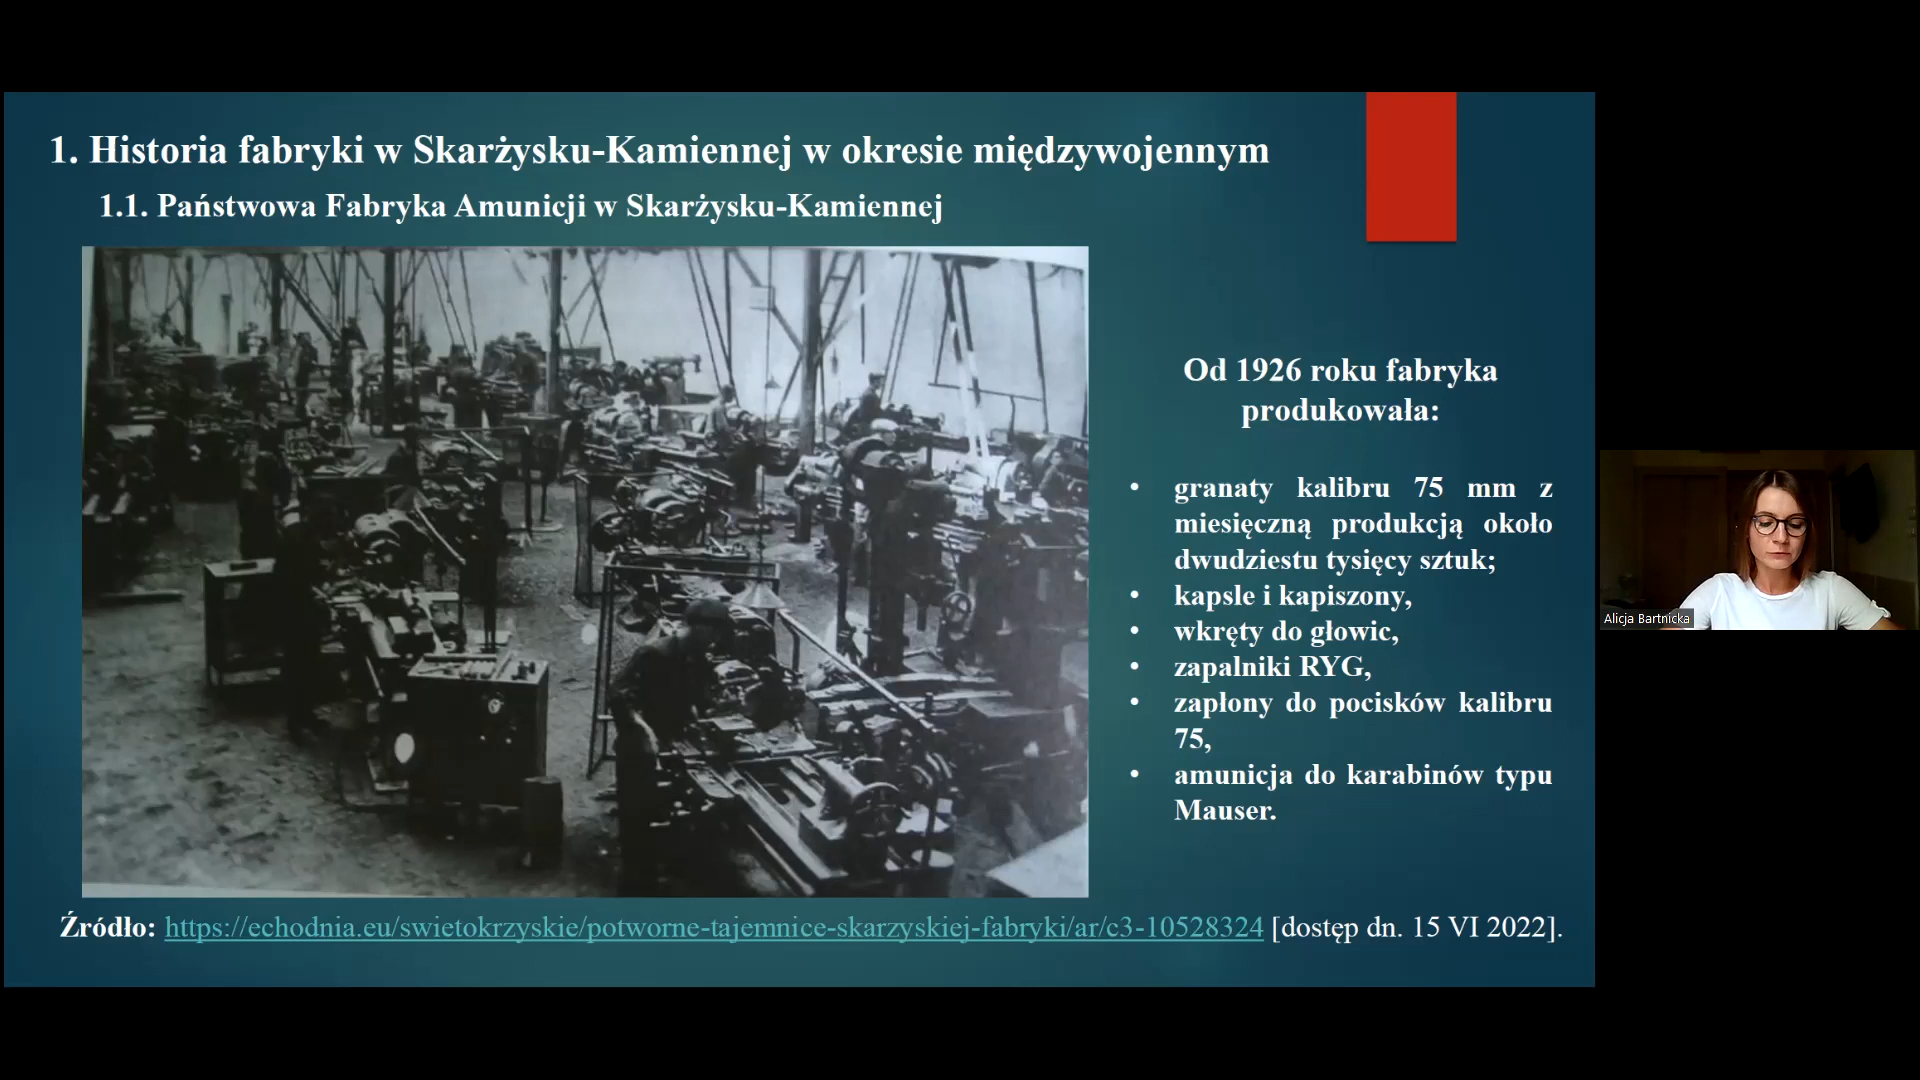 1. Historia fabryki w Skarżysku-Kamiennej w okresie międzywojennym
1.1. Państwowa Fabryka Amunicji w Skarżysku-Kamiennej
Od 1926 roku fabryka
produkowała:
• granaty kalibru 75 mm z
miesięczną produkcją około
dwudziestu tysięcy sztuk;
• kapsle i kapiszony,
• wkręty do głowic,
• zapalniki RYG,
• zapłony do pocisków kalibru
75,
• amunicja do karabinów typu
Mauser.
Źródło: https://echodnia.eu/swietokrzyskie/potworne-tajemnice-skarzyskiej-fabryki/ar/c3-10528324 [dostęp dn. 15 VI 2022].
Alicja Bartnicka